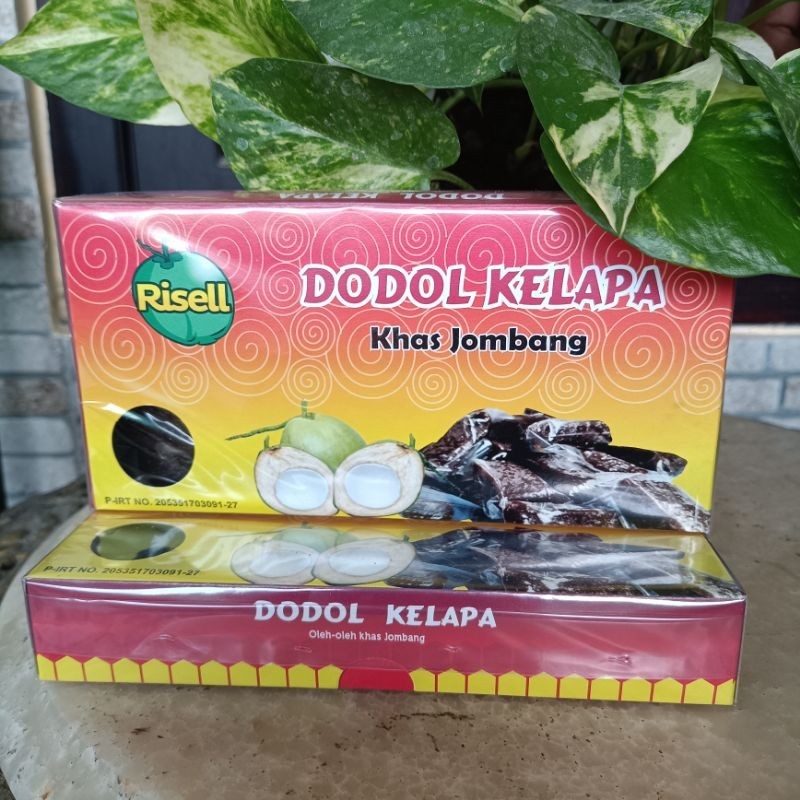 DODOL KELAPA
Risell
DODOL KELAPA
Khas Jombang
P-IRT NO. 205351703091-27
P-IRT NO. 205351703091-27
DODOL KELAPA
Oleh-oleh khas Jombang